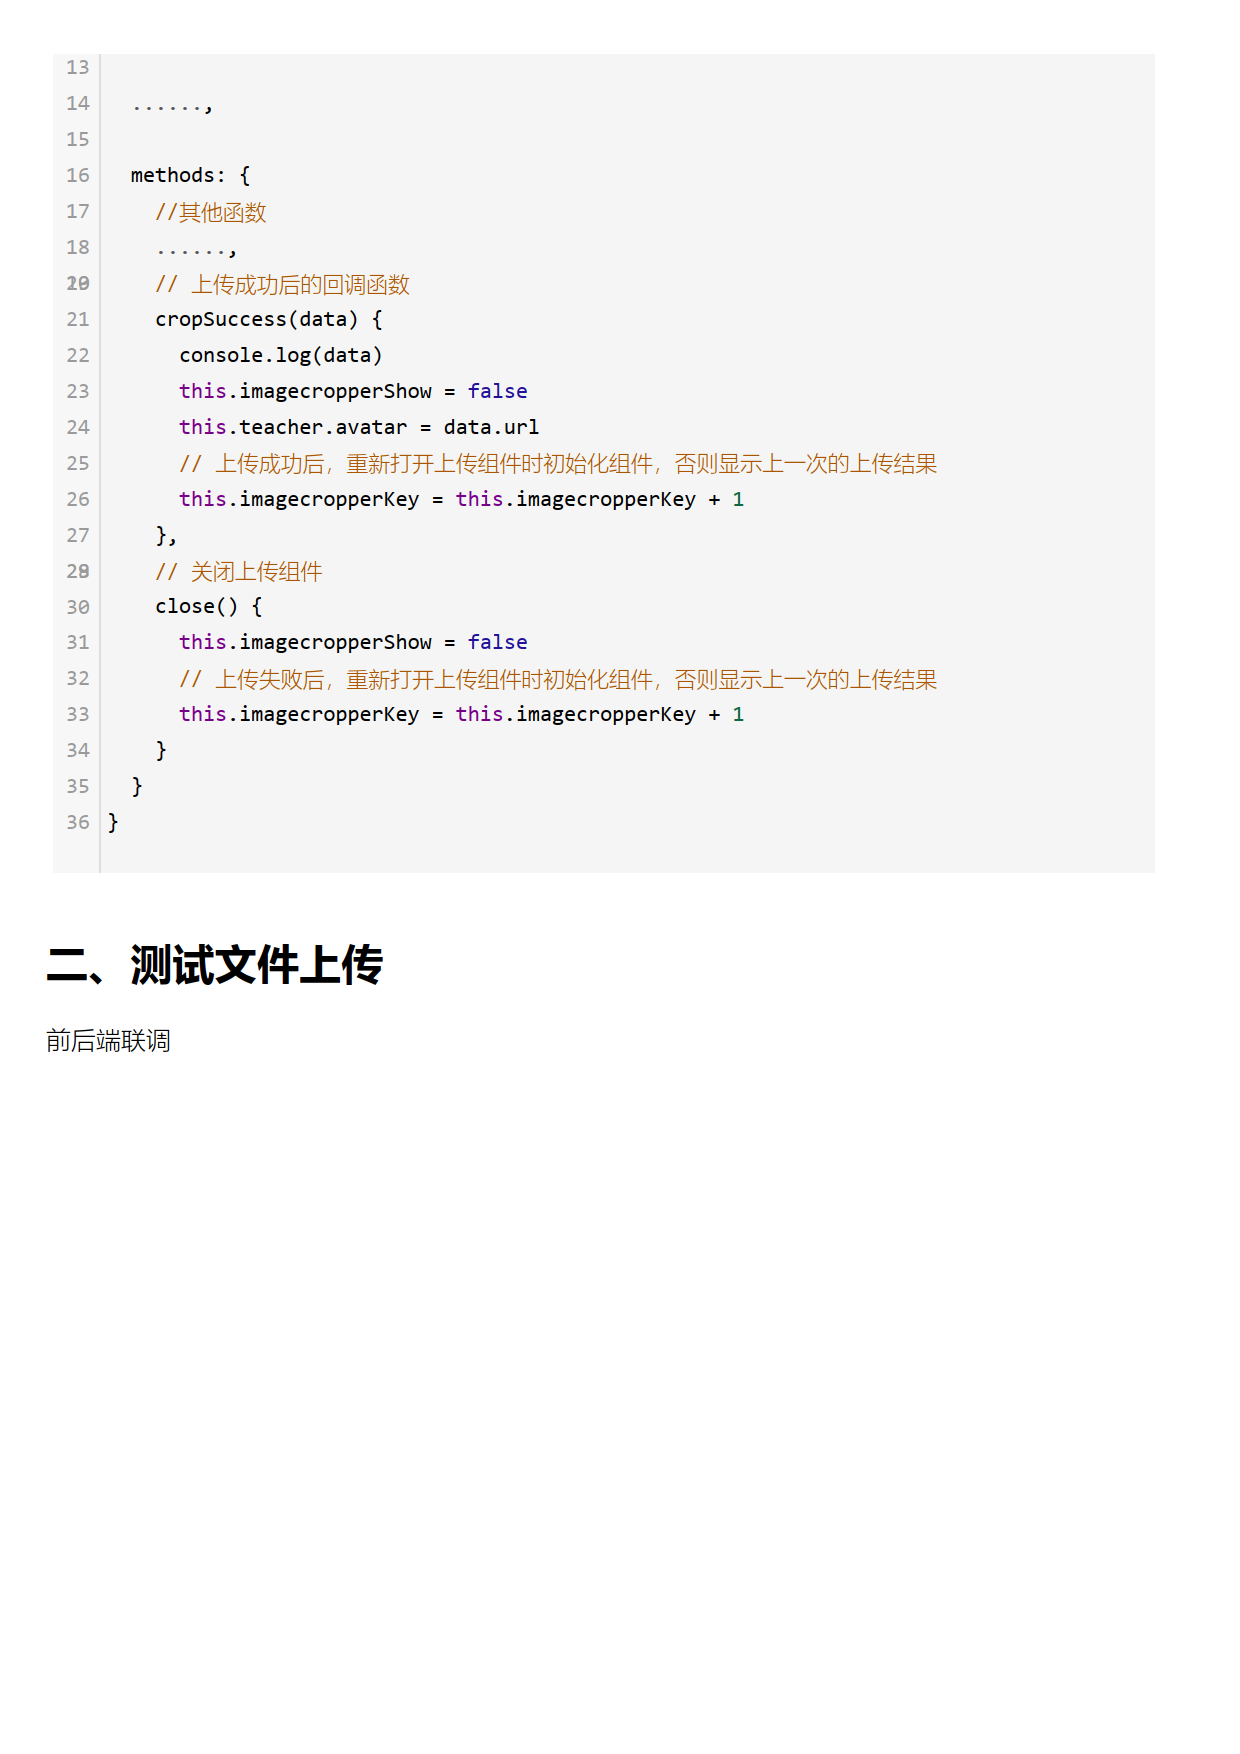 13
14   ......,
15
16   methods: {
17     //其他函数
18     ......,
19     // 上传成功后的回调函数
21     cropSuccess(data) {
22       console.log(data)
23       this.imagecropperShow = false
24       this.teacher.avatar = data.url
25       // 上传成功后，重新打开上传组件时初始化组件，否则显示上一次的上传结果
26       this.imagecropperKey = this.imagecropperKey + 1
27     },
// 关闭上传组件
30     close() {
31       this.imagecropperShow = false
32       // 上传失败后，重新打开上传组件时初始化组件，否则显示上一次的上传结果
33       this.imagecropperKey = this.imagecropperKey + 1
34     }
35   }
36 }
二、测试文件上传
前后端联调